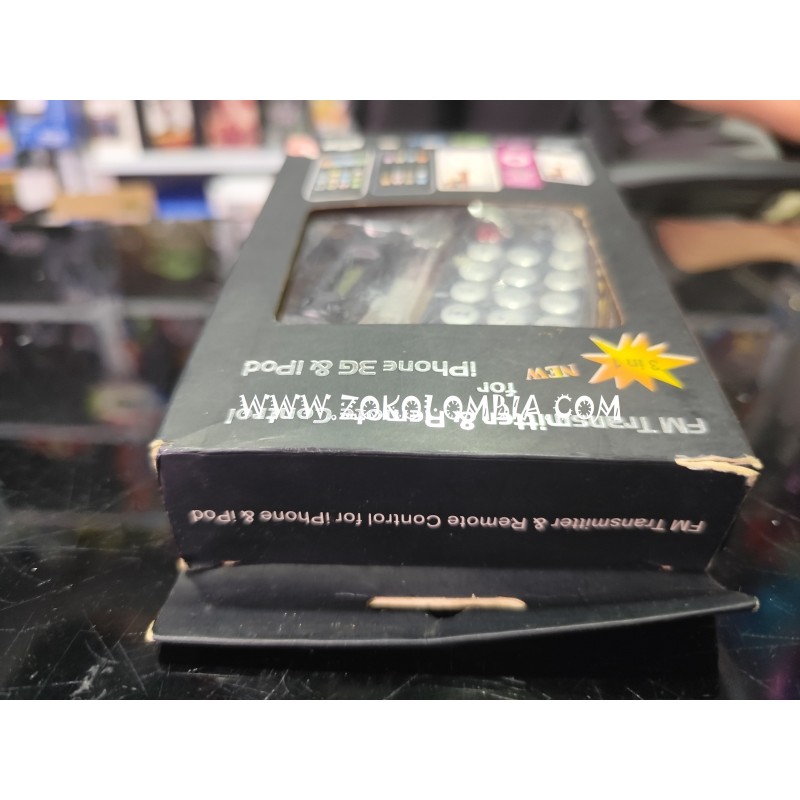 FM Transmitter & Remote Control
for
iPhone 3G & iPod
NEW
3 in 1
WWW.ZOKOLOMBIA.COM
FM Transmitter & Remote Control for iPhone & iPod